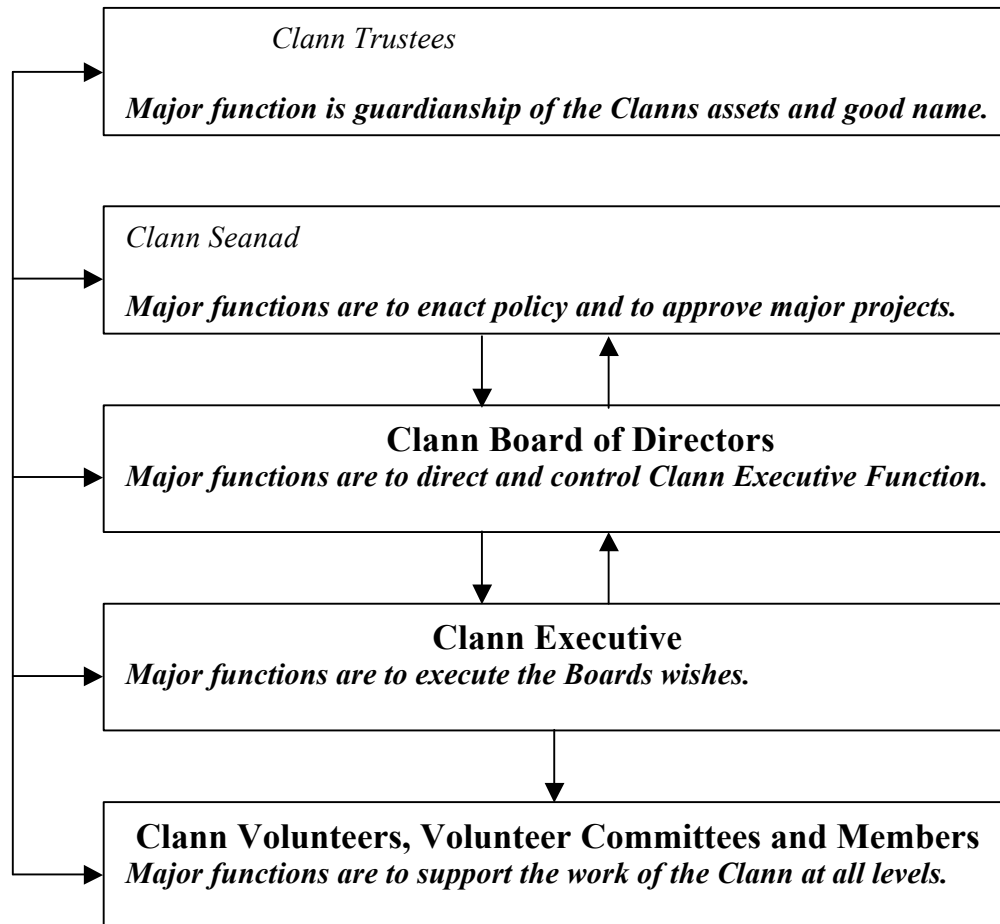 Clann Trustees
Major function is guardianship of the Clanns assets and good name.
Clann Seanad
Major functions are to enact policy and to approve major projects.
Clann Board of Directors
Major functions are to direct and control Clann Executive Function.
Clann Executive
Major functions are to execute the Boards wishes.
Clann Volunteers, Volunteer Committees and Members
Major functions are to support the work of the Clann at all levels.